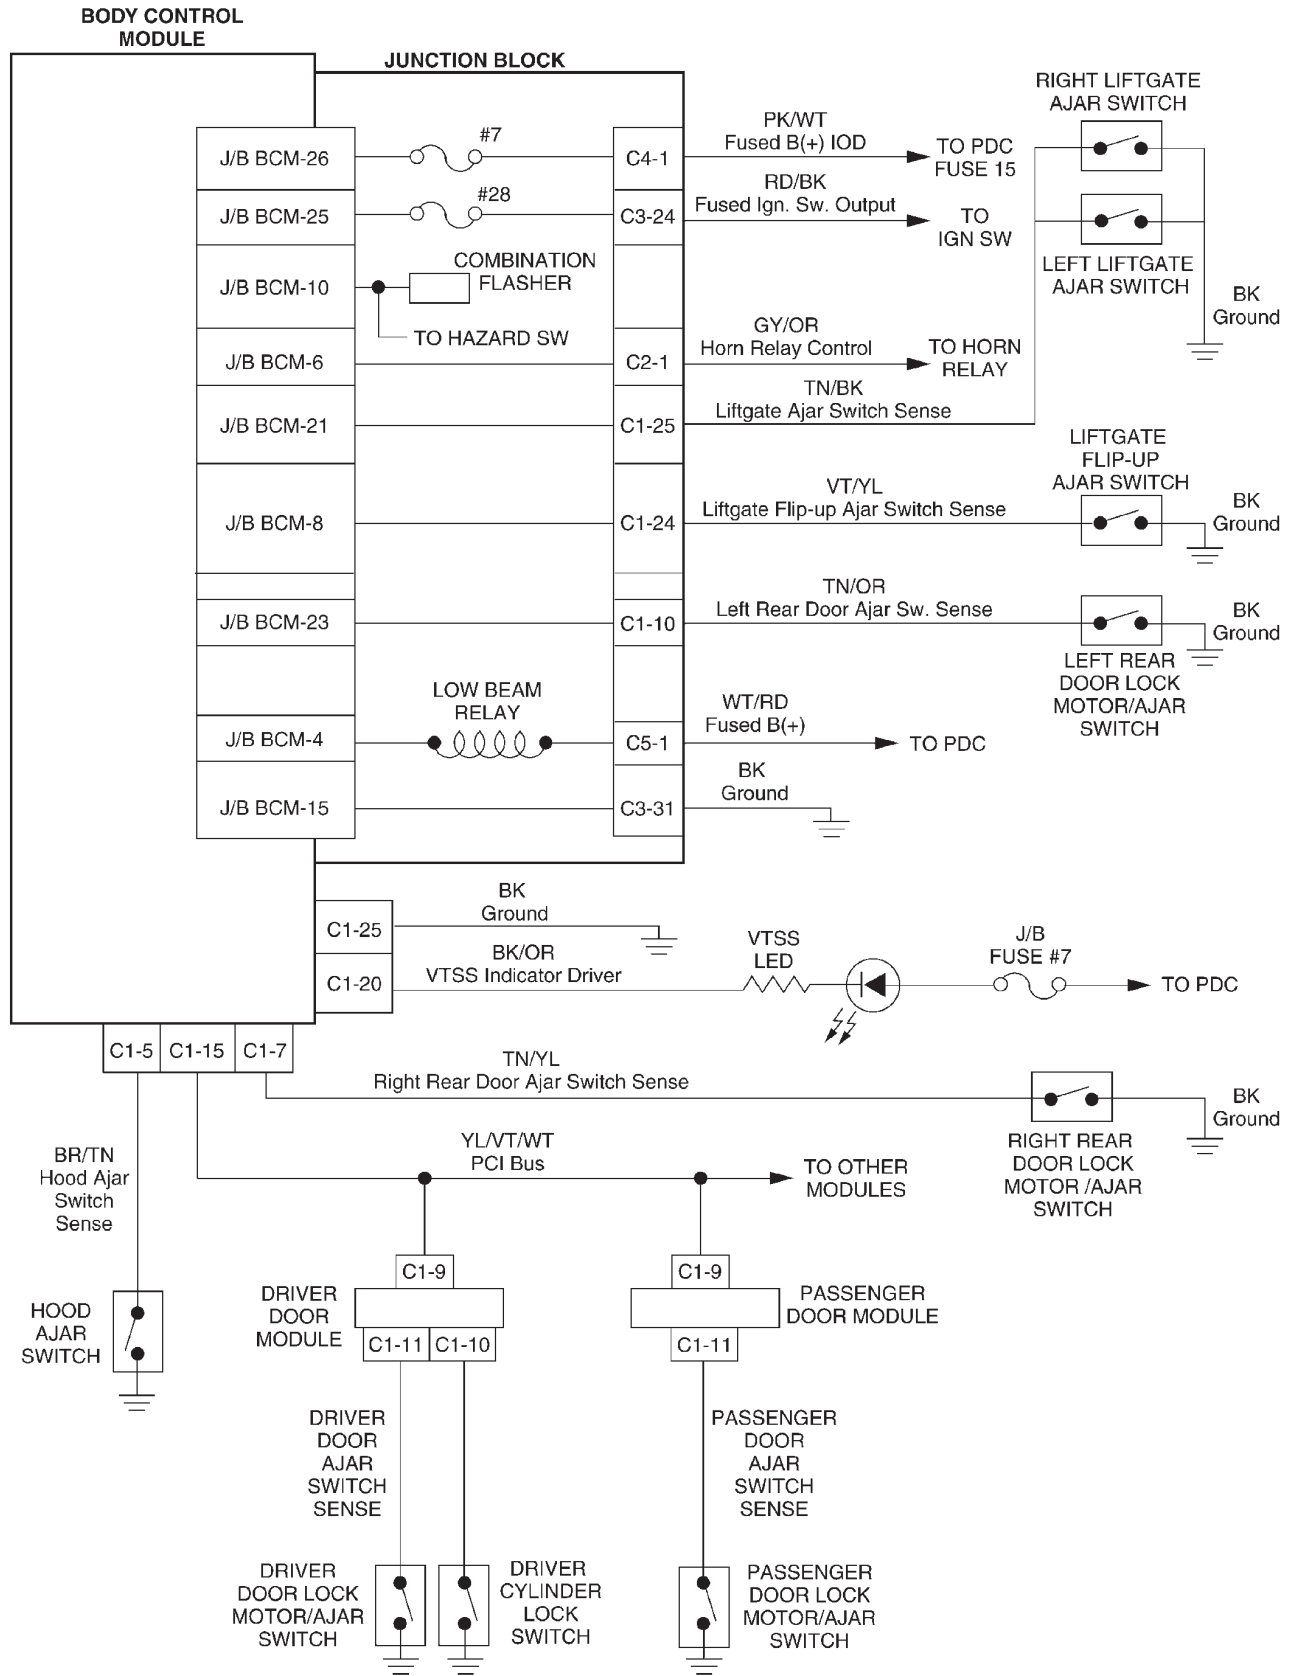 BODY CONTROL
MODULE
JUNCTION BLOCK
RIGHT LIFTGATE
AJAR SWITCH
J/B BCM-26
#7
C4-1
PK/WT
Fused B(+) IOD
TO PDC
FUSE 15
J/B BCM-25
#28
C3-24
RD/BK
Fused Ign. Sw. Output
TO
IGN SW
LEFT LIFTGATE
AJAR SWITCH
BK
Ground
J/B BCM-10
COMBINATION
FLASHER
TO HAZARD SW
J/B BCM-6
C2-1
GY/OR
Horn Relay Control
TO HORN
RELAY
J/B BCM-21
C1-25
TN/BK
Liftgate Ajar Switch Sense
LIFTGATE
FLIP-UP
AJAR SWITCH
J/B BCM-8
C1-24
VT/YL
Liftgate Flip-up Ajar Switch Sense
BK
Ground
J/B BCM-23
C1-10
TN/OR
Left Rear Door Ajar Sw. Sense
BK
Ground
LEFT REAR
DOOR LOCK
MOTOR/AJAR
SWITCH
LOW BEAM
RELAY
J/B BCM-4
C5-1
WT/RD
Fused B(+)
TO PDC
J/B BCM-15
C3-31
BK
Ground
C1-25
BK
Ground
C1-20
BK/OR
VTSS Indicator Driver
VTSS
LED
J/B
FUSE #7
TO PDC
C1-5
C1-15
C1-7
TN/YL
Right Rear Door Ajar Switch Sense
BK
Ground
RIGHT REAR
DOOR LOCK
MOTOR /AJAR
SWITCH
BR/TN
Hood Ajar
Switch
Sense
YL/VT/WT
PCI Bus
TO OTHER
MODULES
HOOD
AJAR
SWITCH
C1-9
DRIVER
DOOR
MODULE
C1-11
C1-10
C1-9
PASSENGER
DOOR MODULE
C1-11
DRIVER
DOOR
AJAR
SWITCH
SENSE
PASSENGER
DOOR
AJAR
SWITCH
SENSE
DRIVER
DOOR LOCK
MOTOR/AJAR
SWITCH
DRIVER
CYLINDER
LOCK
SWITCH
PASSENGER
DOOR LOCK
MOTOR/AJAR
SWITCH